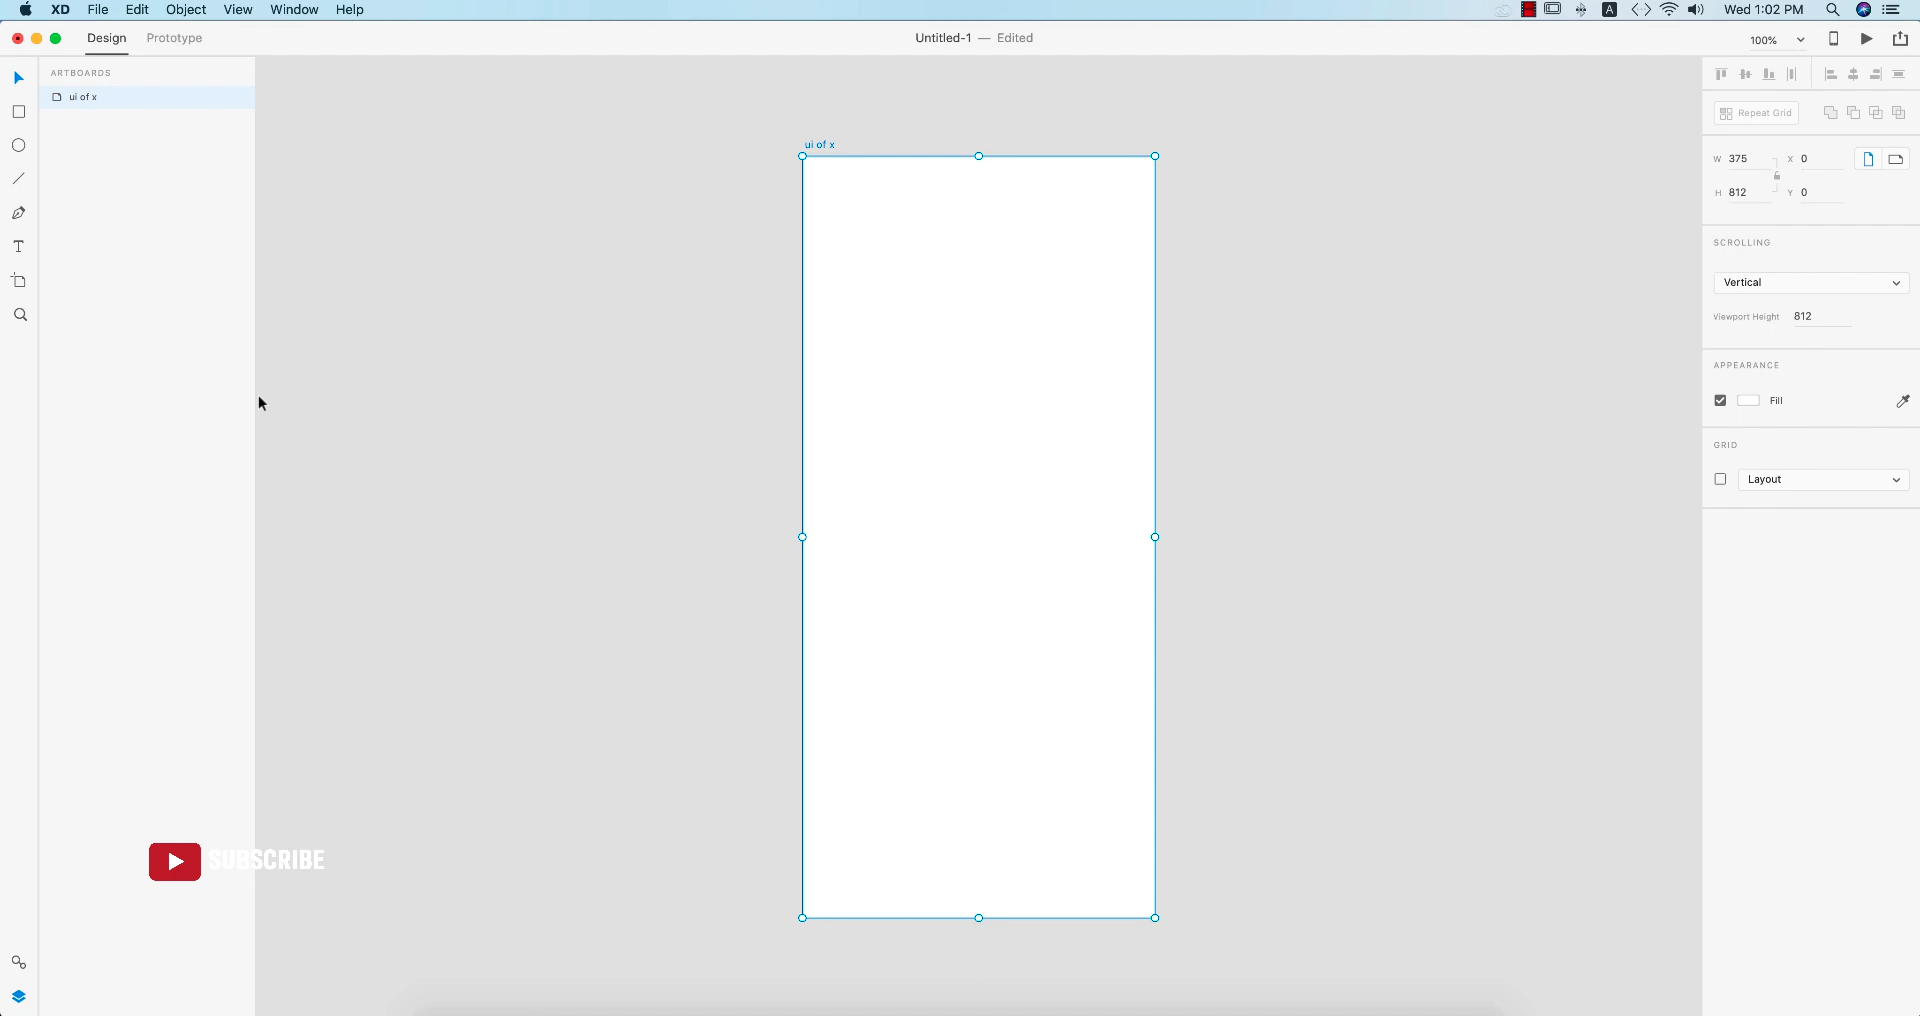 XD File Edit Object View Window Help
A
Wed 1:02 PM
Design Prototype
Untitled-1 — Edited
100%
ARTBOARDS
ui of x
ui of x
Repeat Grid
W 375 X 0
H 812 Y 0
SCROLLING
Vertical
Viewport Height 812
APPEARANCE
Fill
GRID
Layout
T
SUBSCRIBE